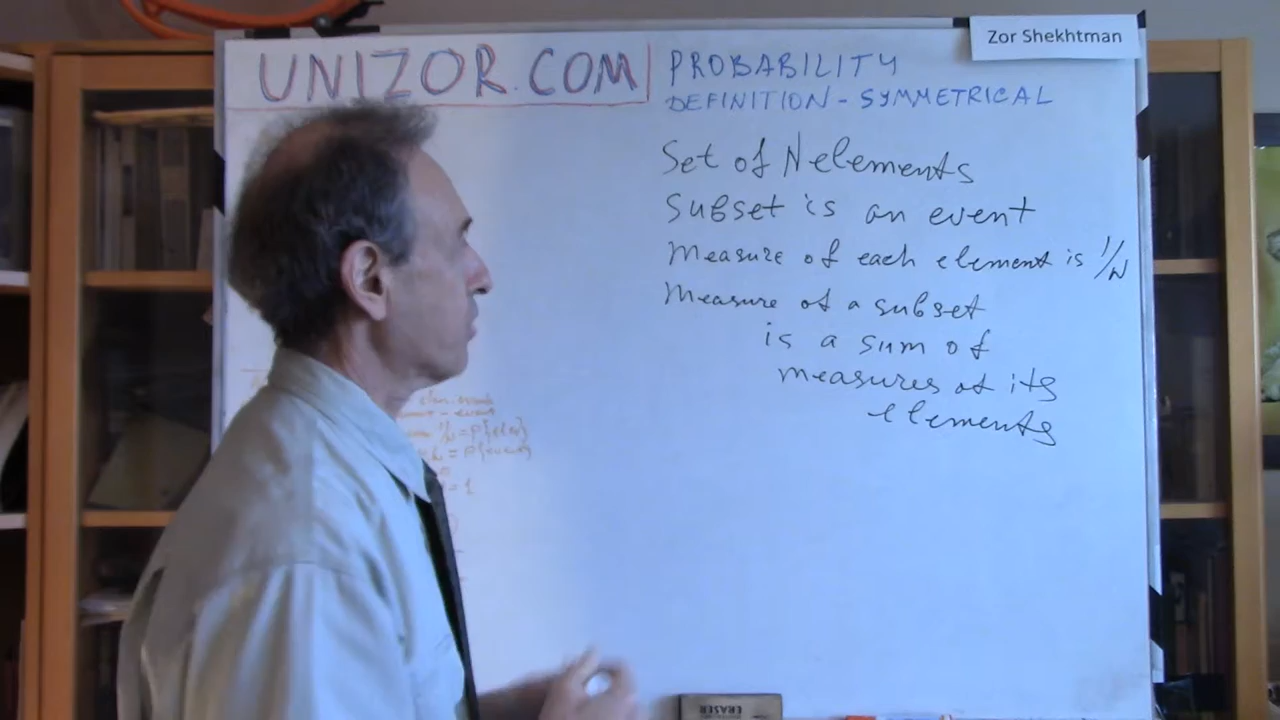 Zor Shekhtman
UNIZOR.COM
PROBABILITY
DEFINITION - SYMMETRICAL
Set of N elements
Subset is an event
Measure of each element is 1/N
Measure of a subset
is a sum of
measures of its
elements
= 1
ERASER